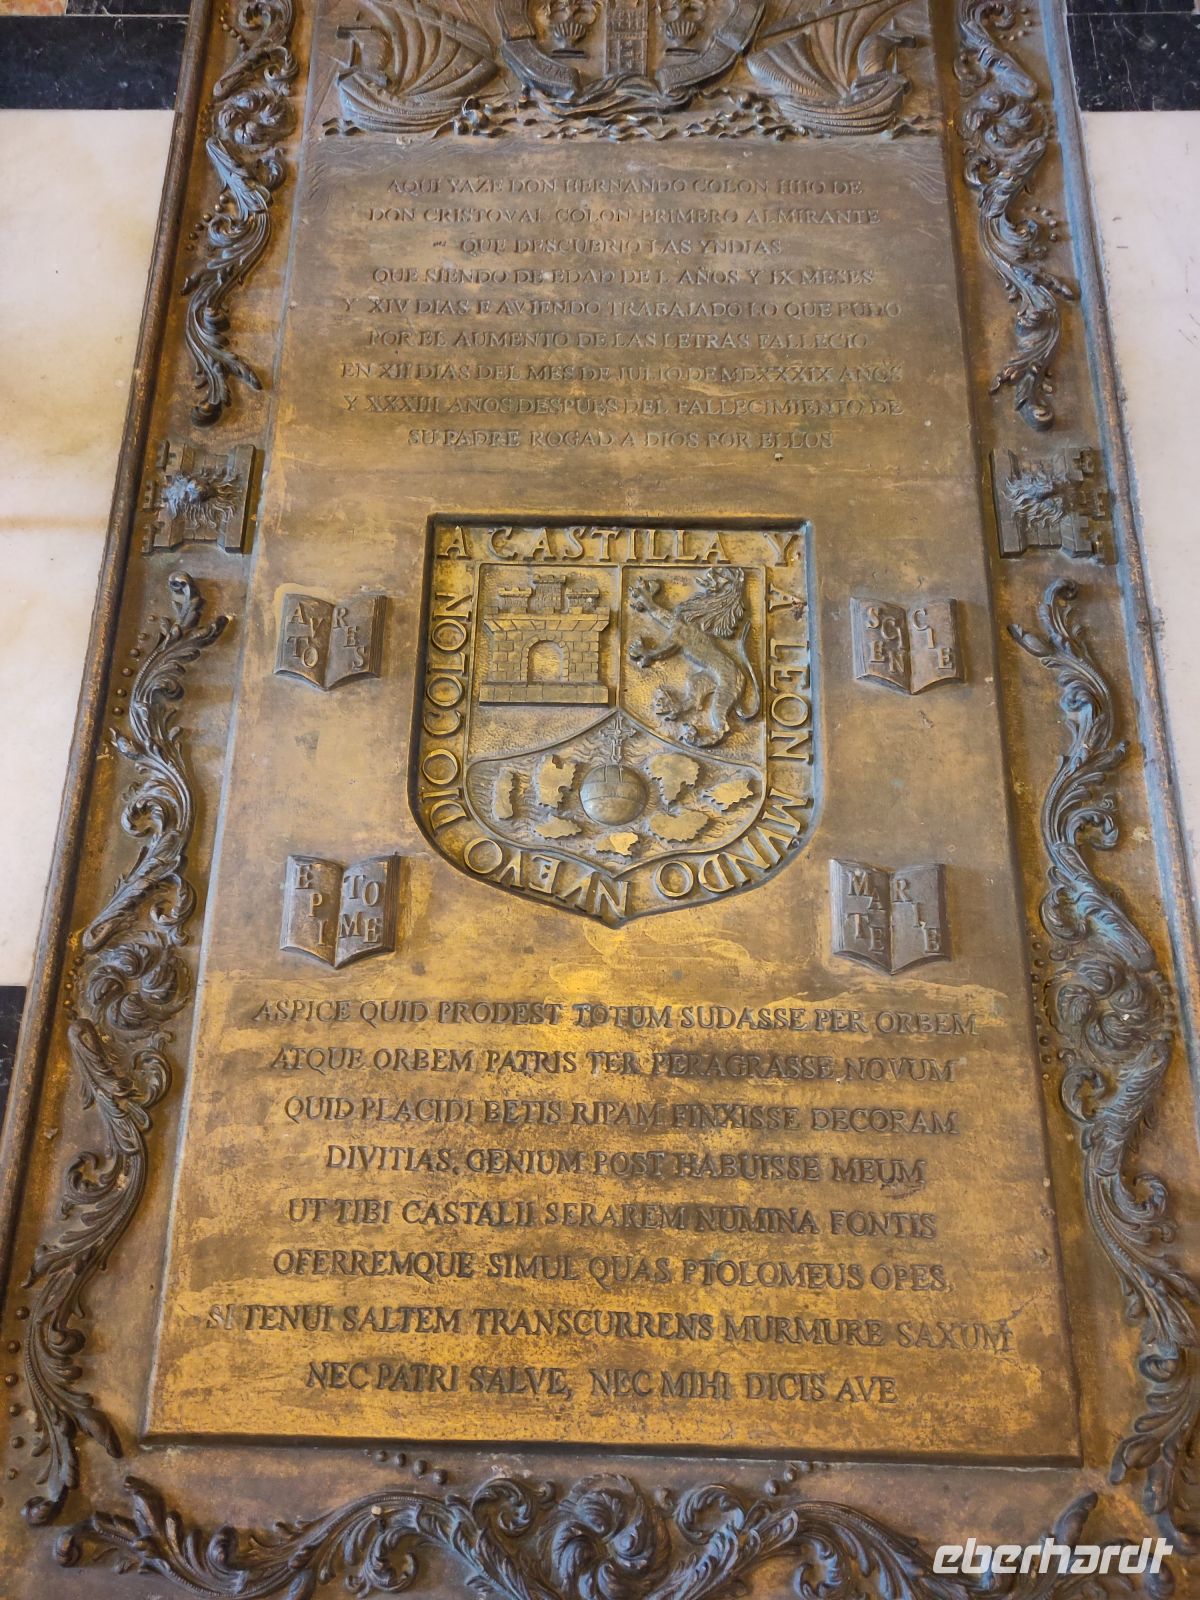 AQUI YAZE DON HERNANDO COLON HIJO DE
DON CRISTOVAL COLON PRIMERO ALMIRANTE
QUE DESCUBRIO LAS YNDIAS
QUE SIENDO DE EDAD DE L AÑOS Y IX MESES
Y XIV DIAS E AVIENDO TRABAJADO LO QUE PUDO
POR EL AUMENTO DE LAS LETRAS FALLECIO
EN XII DIAS DEL MES DE JULIO DE MDXXXIX AÑOS
Y XXXIII AÑOS DESPUES DEL FALLECIMIENTO DE
SU PADRE ROGAD A DIOS POR ELLOS
A CASTILLA Y A LEON MUNDO NVEVO DIO COLON
AVTO RES
SCIEN CIE
EPI TOME
MATE RIE
ASPICE QUID PRODEST TOTUM SUDASSE PER ORBEM
ATQUE ORBEM PATRIS TER PERAGRASSE NOVUM
QUID PLACIDI BETIS RIPAM FINXISSE DECORAM
DIVITIAS, GENIUM POST HABUISSE MEUM
UT TIBI CASTALII SERAREM NUMINA FONTIS
OFERREMQUE SIMUL QUAS PTOLOMEUS OPES,
SI TENUI SALTEM TRANSCURRENS MURMURE SAXUM
NEC PATRI SALVE, NEC MIHI DICIS AVE
eberhardt